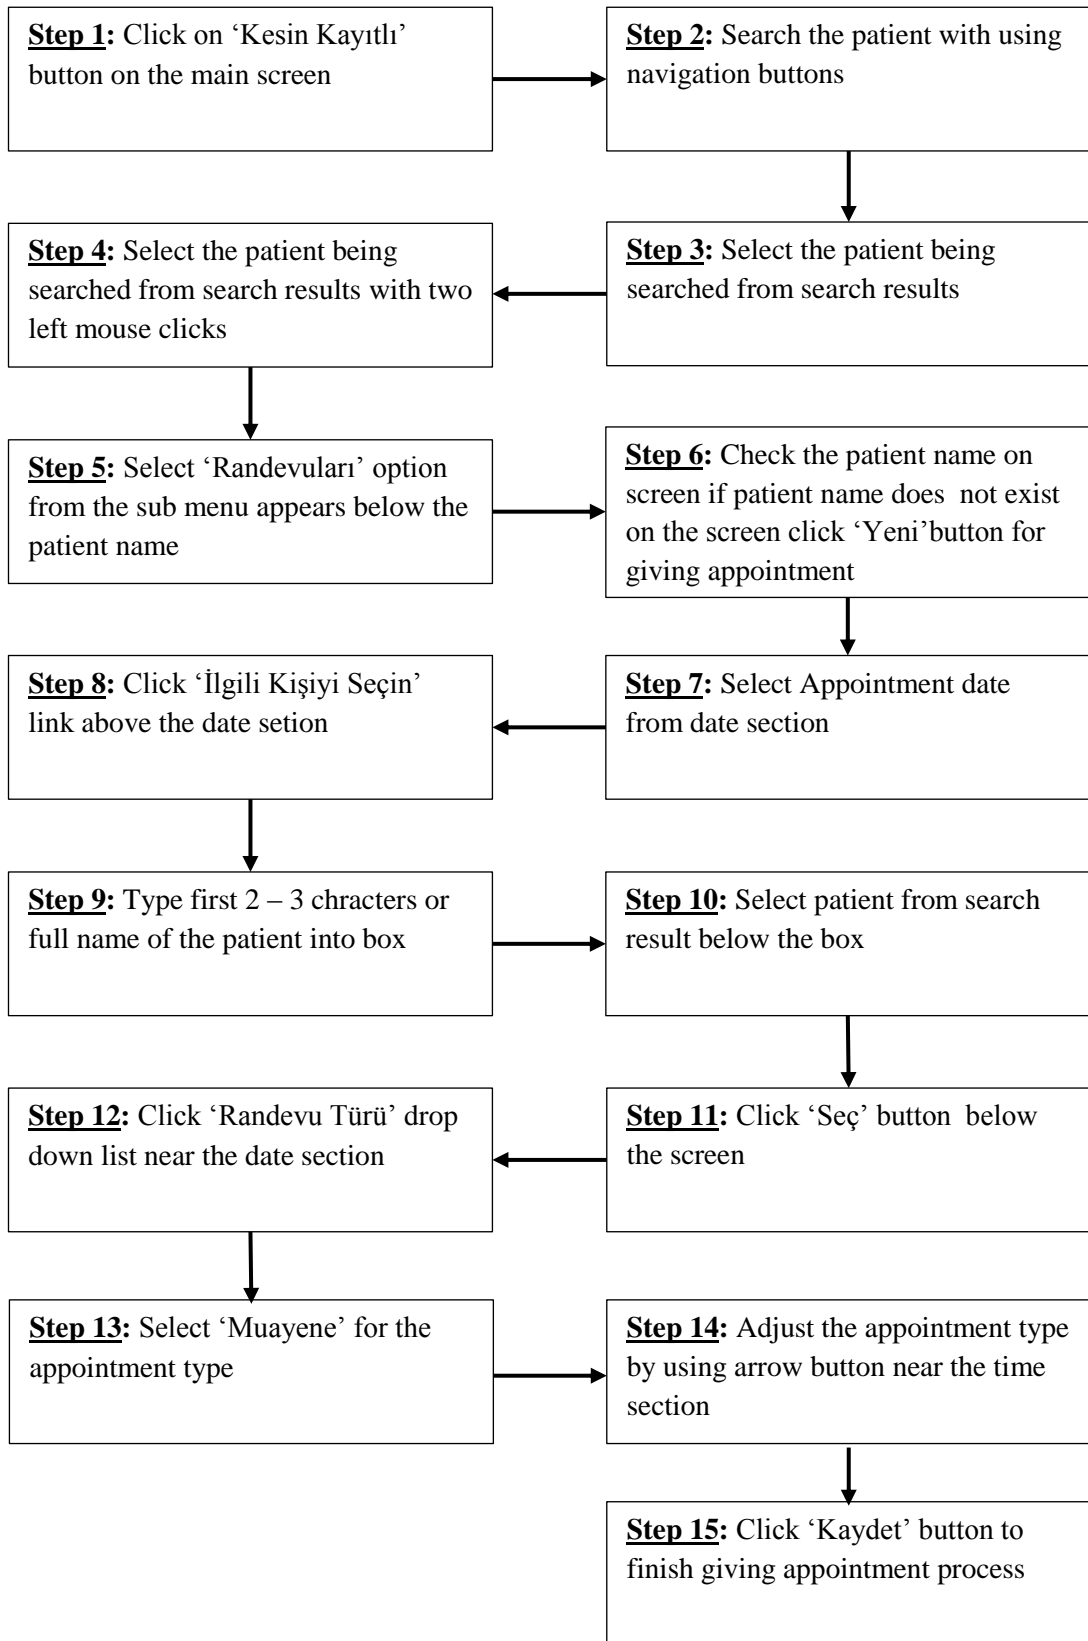 Step 1: Click on ‘Kesin Kayıtlı’
button on the main screen
Step 2: Search the patient with using
navigation buttons
Step 3: Select the patient being
searched from search results
Step 4: Select the patient being
searched from search results with two
left mouse clicks
Step 5: Select ‘Randevuları’ option
from the sub menu appears below the
patient name
Step 6: Check the patient name on
screen if patient name does  not exist
on the screen click ‘Yeni’button for
giving appointment
Step 7: Select Appointment date
from date section
Step 8: Click ‘İlgili Kişiyi Seçin’
link above the date setion
Step 9: Type first 2 – 3 chracters or
full name of the patient into box
Step 10: Select patient from search
result below the box
Step 11: Click ‘Seç’ button  below
the screen
Step 12: Click ‘Randevu Türü’ drop
down list near the date section
Step 13: Select ‘Muayene’ for the
appointment type
Step 14: Adjust the appointment type
by using arrow button near the time
section
Step 15: Click ‘Kaydet’ button to
finish giving appointment process